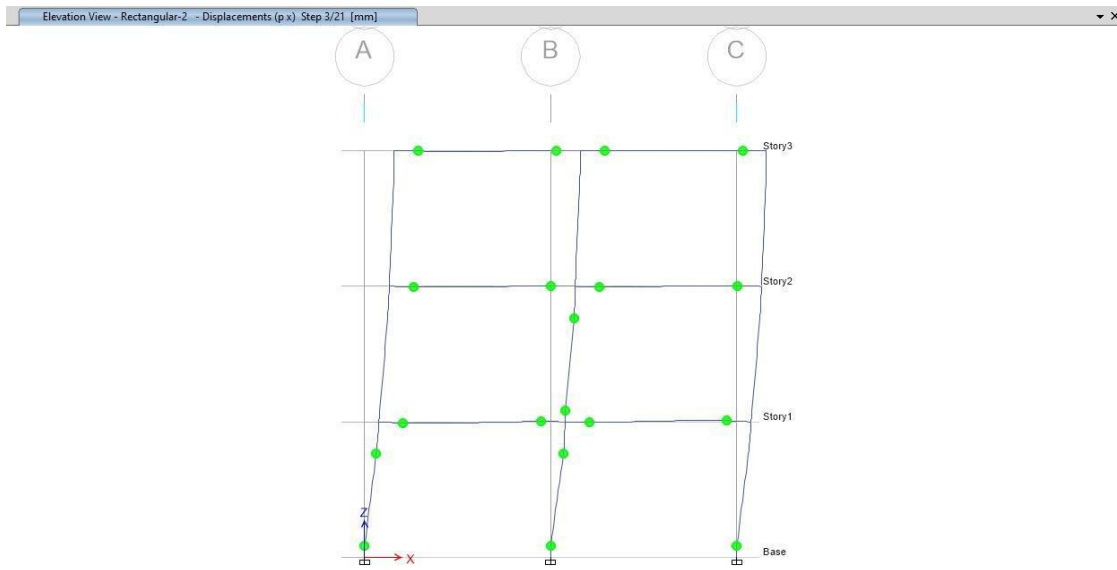 Elevation View - Rectangular-2 - Displacements (p x) Step 3/21 [mm]
A B C
Story3
Story2
Story1
Z
X
Base